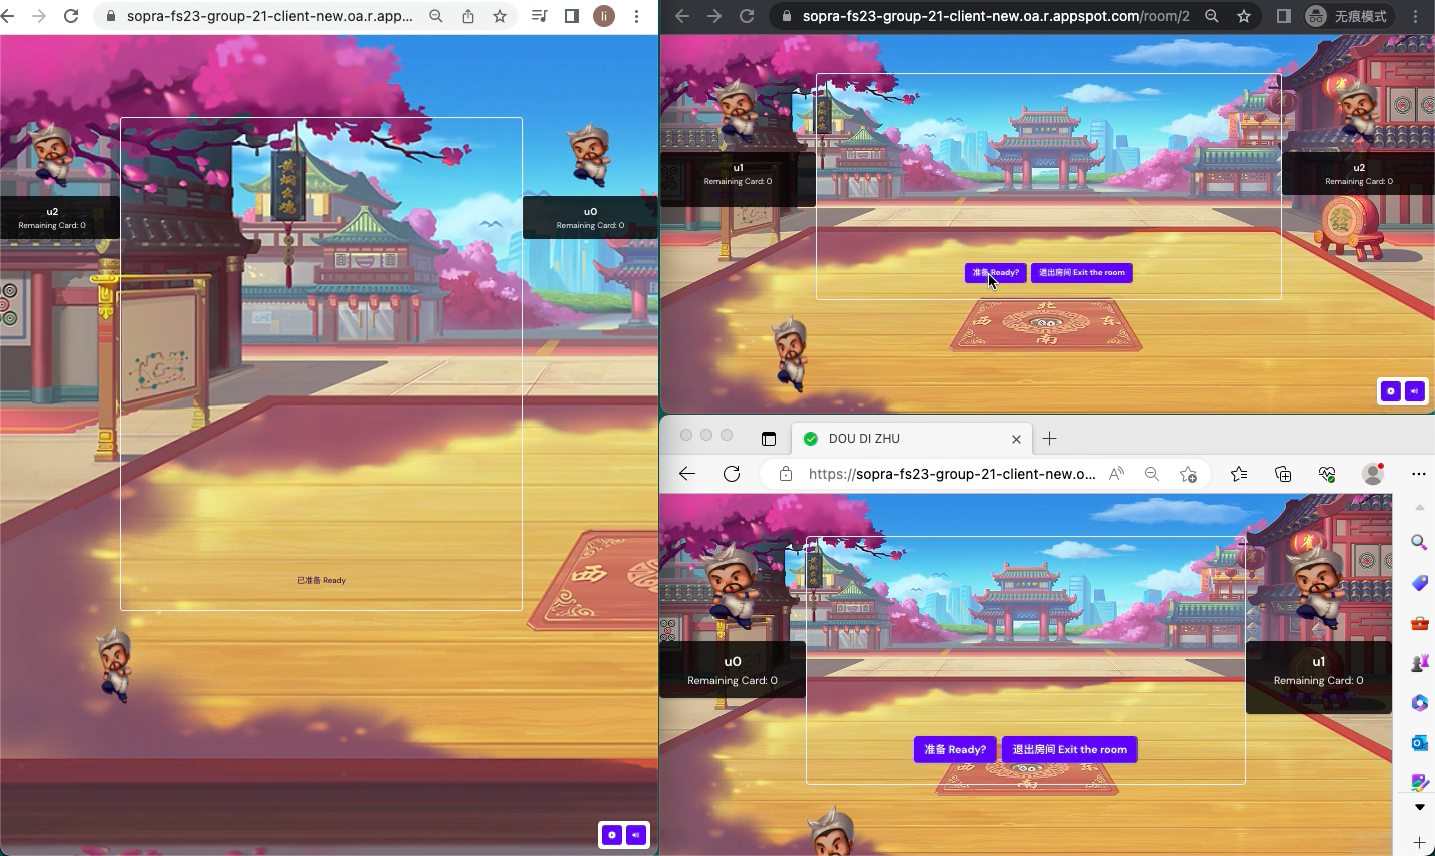 sopra-fs23-group-21-client-new.oa.r.app...
li
u2
Remaining Card: 0
u0
Remaining Card: 0
已准备 Ready
sopra-fs23-group-21-client-new.oa.r.appspot.com/room/2
无痕模式
u1
Remaining Card: 0
u2
Remaining Card: 0
准备 Ready?
退出房间 Exit the room
北
西
南
發
DOU DI ZHU
https://sopra-fs23-group-21-client-new.o...
u0
Remaining Card: 0
u1
Remaining Card: 0
准备 Ready?
退出房间 Exit the room
西